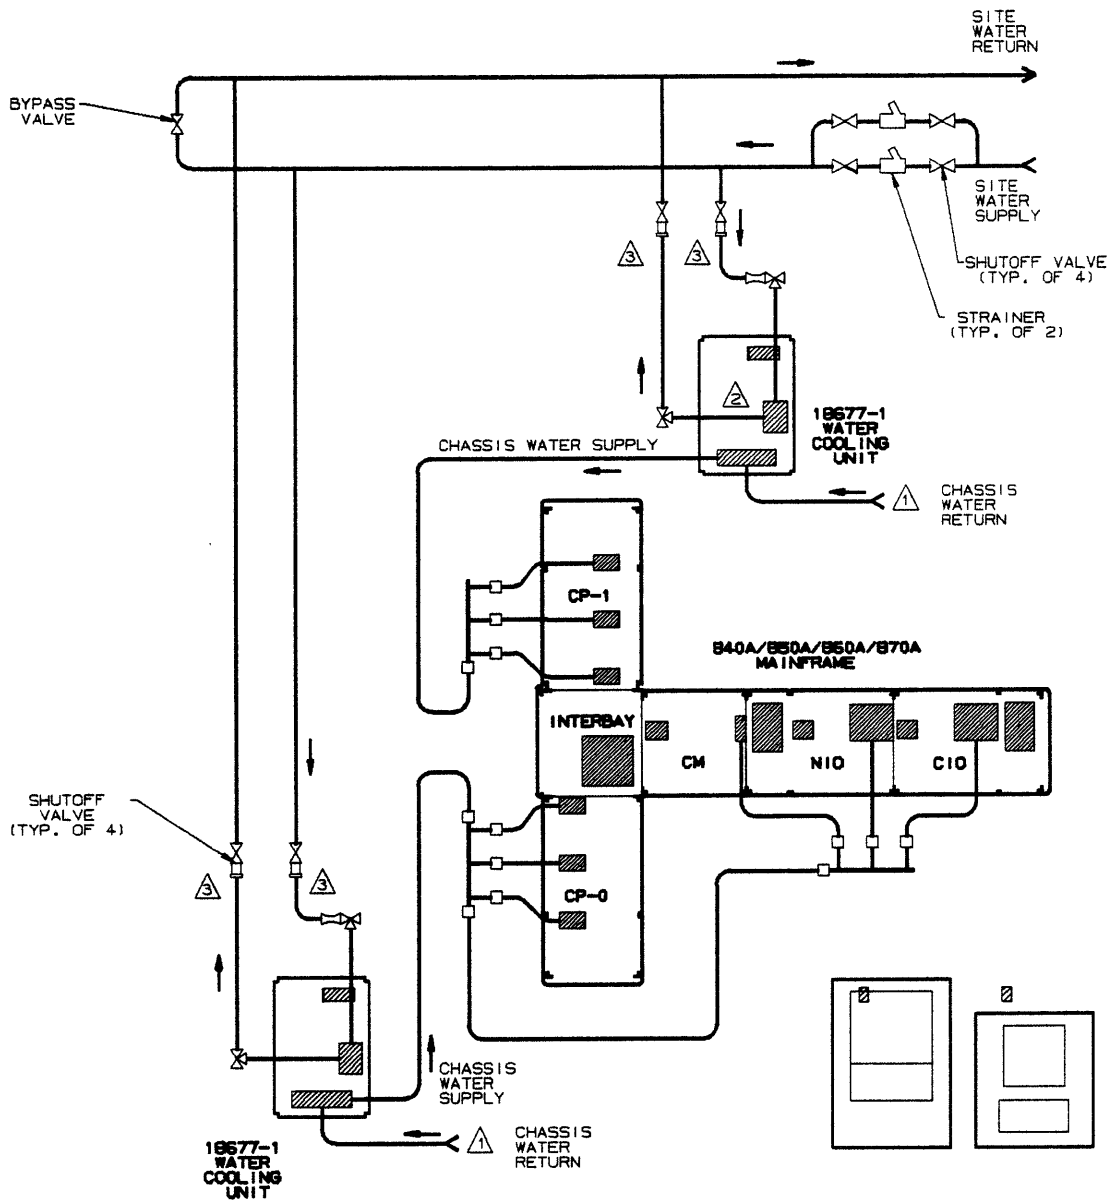 SITE
WATER
RETURN
BYPASS
VALVE
SITE
WATER
SUPPLY
3
3
SHUTOFF VALVE
(TYP. OF 4)
STRAINER
(TYP. OF 2)
2
18677-1
WATER
COOLING
UNIT
CHASSIS WATER SUPPLY
1
CHASSIS
WATER
RETURN
CP-1
840A/850A/860A/870A
MAINFRAME
INTERBAY
CM
NIO
CIO
SHUTOFF
VALVE
(TYP. OF 4)
3
3
CP-0
CHASSIS
WATER
SUPPLY
1
CHASSIS
WATER
RETURN
18677-1
WATER
COOLING
UNIT